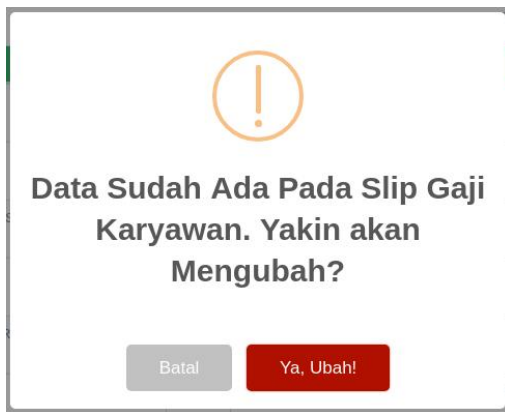 Data Sudah Ada Pada Slip Gaji
Karyawan. Yakin akan
Mengubah?
Batal
Ya, Ubah!